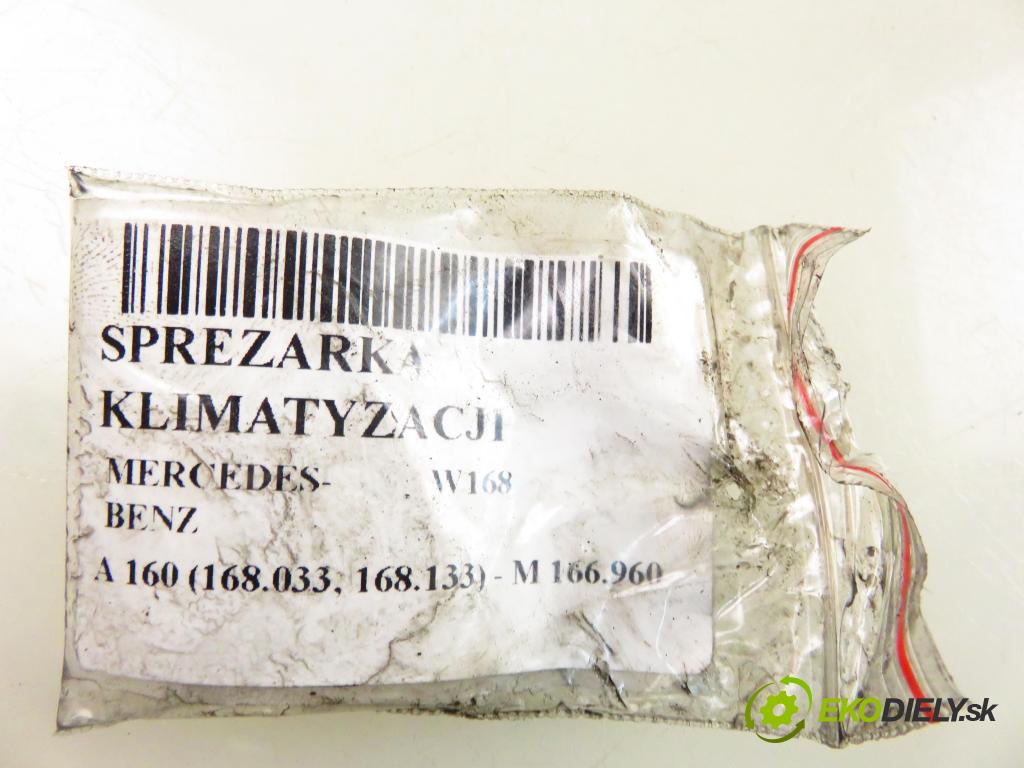 SPREZARKA
KLIMATYZACJI
MERCEDES- W168
BENZ
A 160 (168.033, 168.133) - M 166.960
EKODIELY.sk